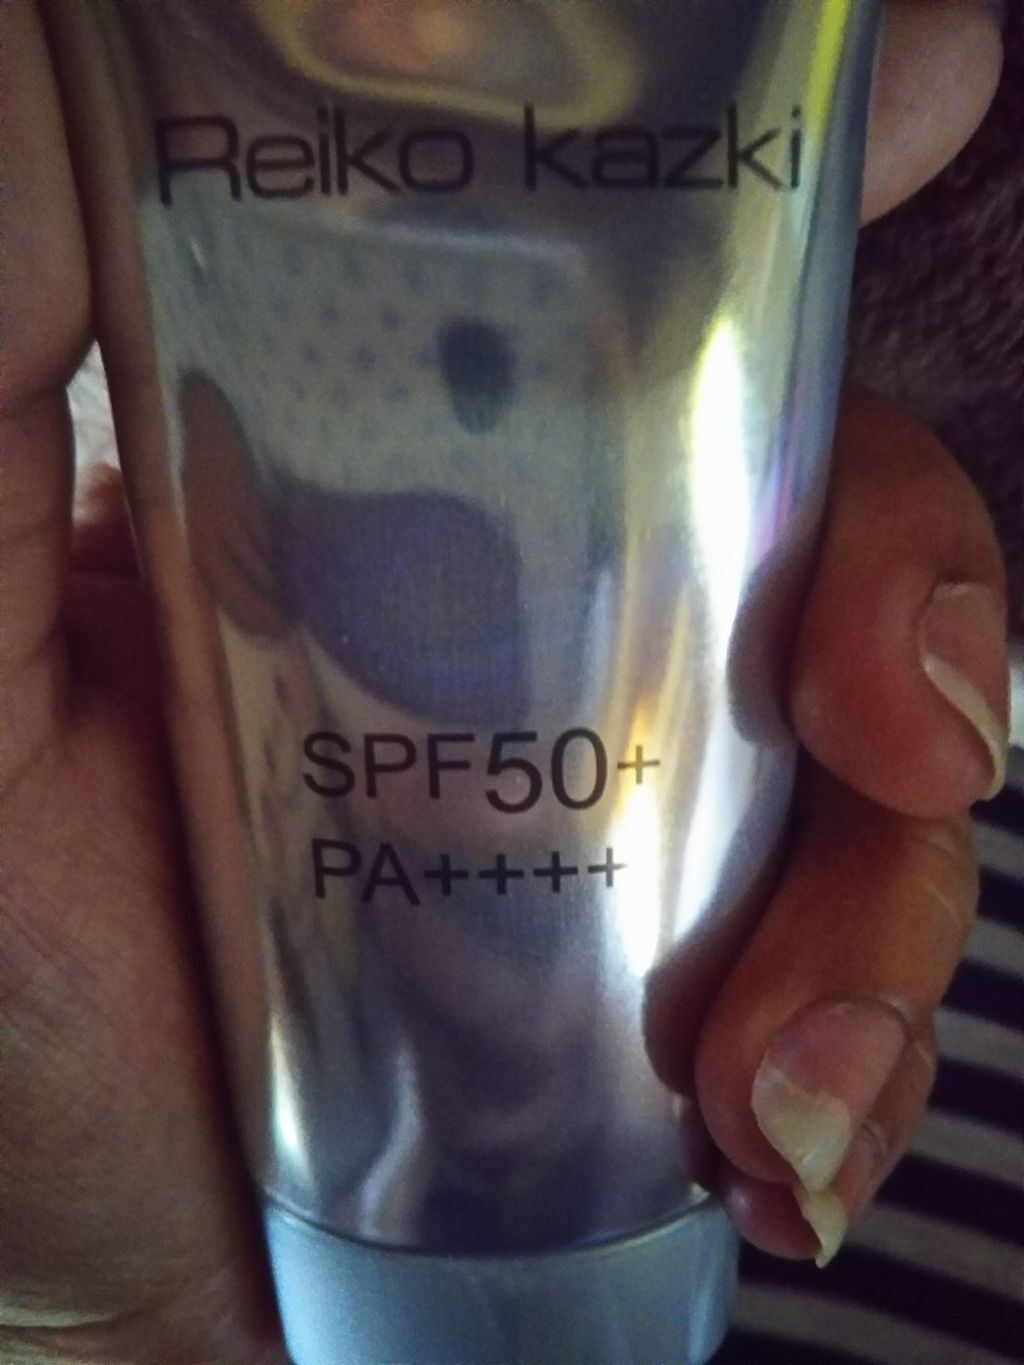 Reiko kazki
SPF50+
PA++++